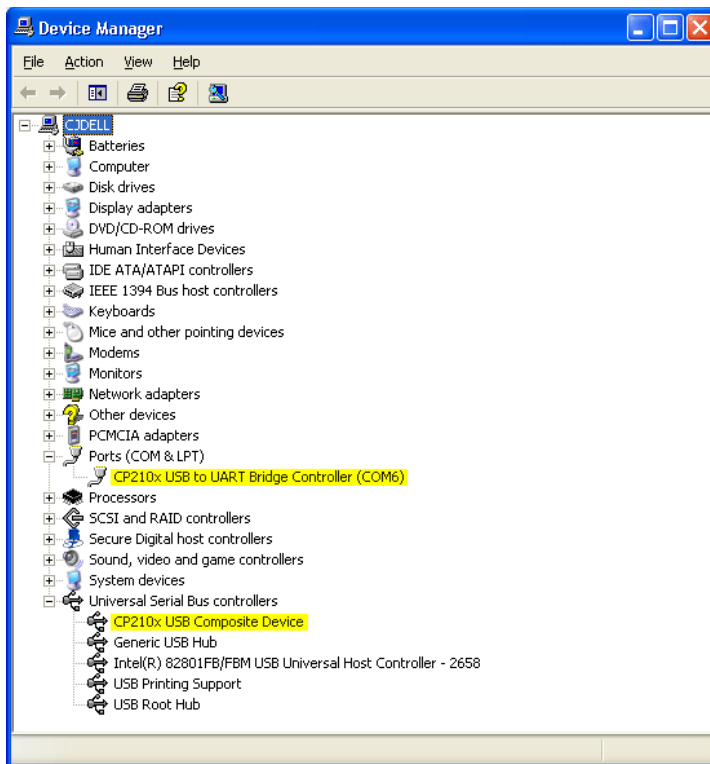 Device Manager
File Action View Help
CJDELL
Batteries
Computer
Disk drives
Display adapters
DVD/CD-ROM drives
Human Interface Devices
IDE ATA/ATAPI controllers
IEEE 1394 Bus host controllers
Keyboards
Mice and other pointing devices
Modems
Monitors
Network adapters
Other devices
PCMCIA adapters
Ports (COM & LPT)
CP210x USB to UART Bridge Controller (COM6)
Processors
SCSI and RAID controllers
Secure Digital host controllers
Sound, video and game controllers
System devices
Universal Serial Bus controllers
CP210x USB Composite Device
Generic USB Hub
Intel(R) 82801FB/FBM USB Universal Host Controller - 2658
USB Printing Support
USB Root Hub